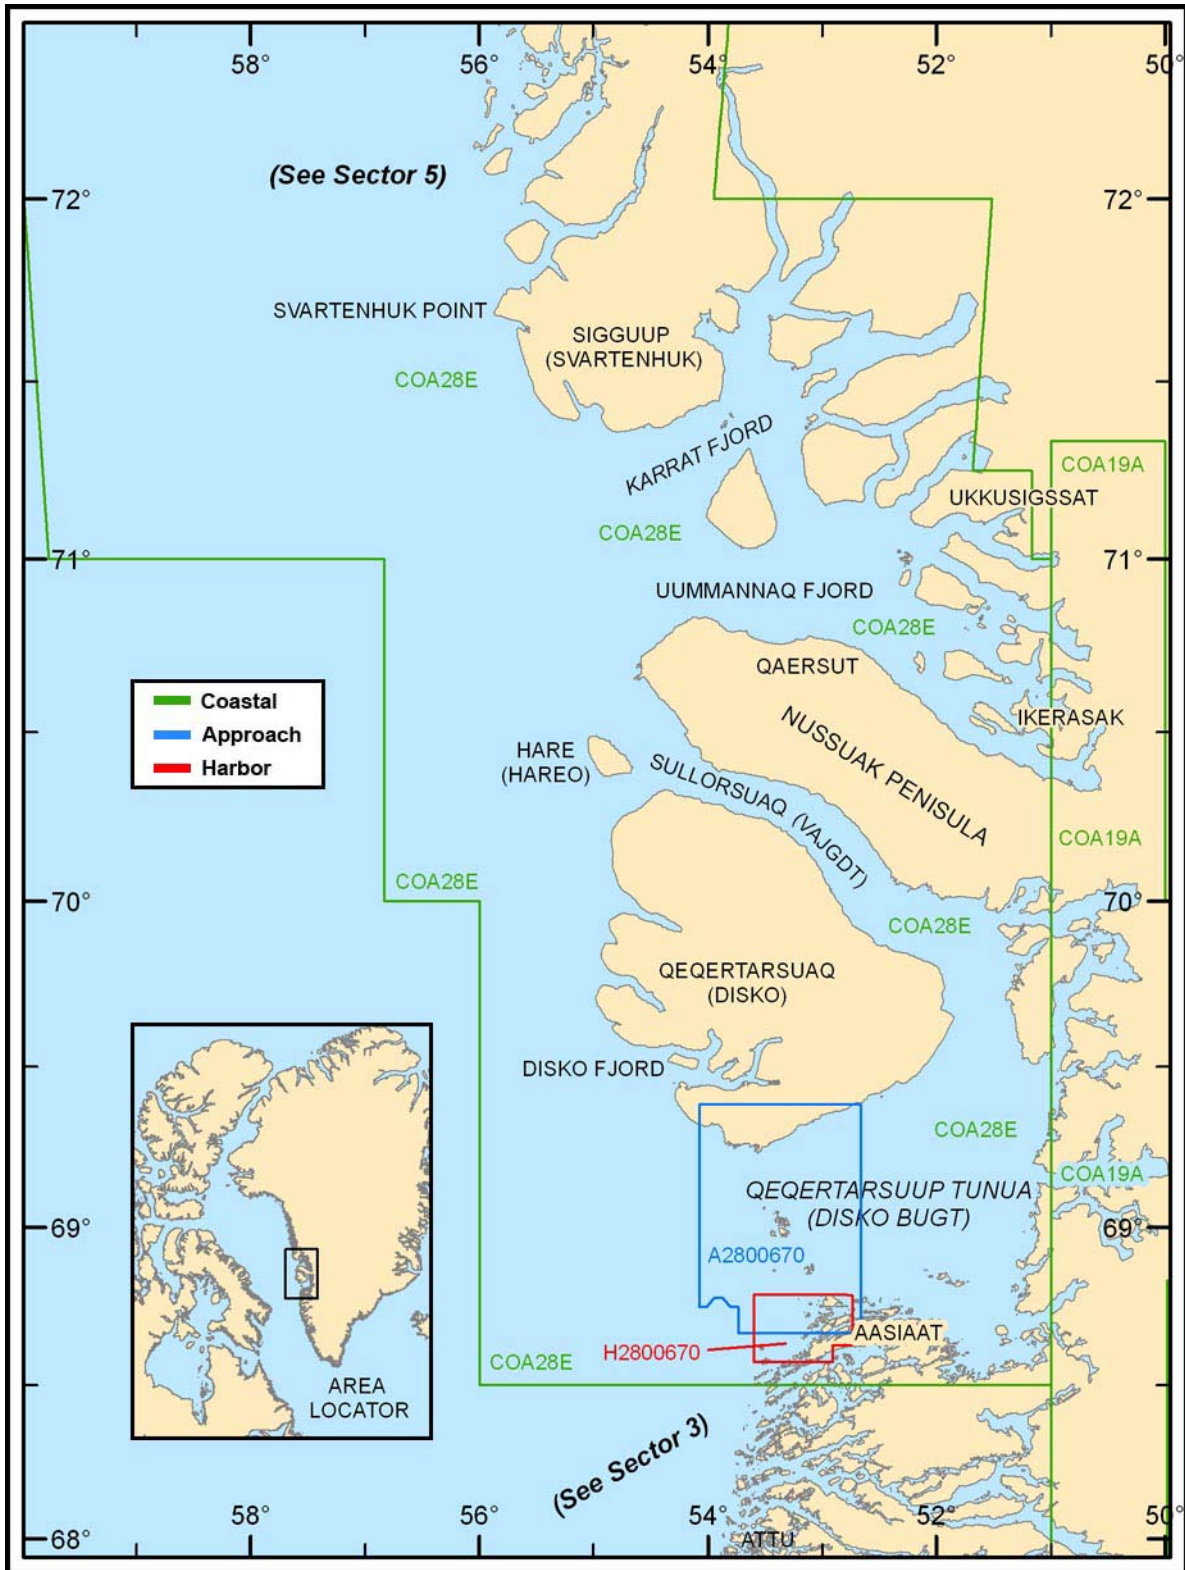 58°
56°
54°
52°
50°
(See Sector 5)
72°
72°
SVARTENHUK POINT
SIGGUUP
(SVARTENHUK)
COA28E
KARRAT FJORD
COA19A
UKKUSIGSSAT
COA28E
71°
71°
UUMMANNAQ FJORD
COA28E
QAERSUT
Coastal
Approach
Harbor
IKERASAK
NUSSUAK PENISULA
HARE
(HAREO)
SULLORSUAQ (VAJGDT)
COA19A
COA28E
70°
70°
COA28E
QEQERTARSUAQ
(DISKO)
DISKO FJORD
COA28E
COA19A
QEQERTARSUUP TUNUA
(DISKO BUGT)
69°
69°
A2800670
AASIAAT
H2800670
COA28E
AREA
LOCATOR
(See Sector 3)
58°
56°
54°
52°
50°
68°
68°
ATTU